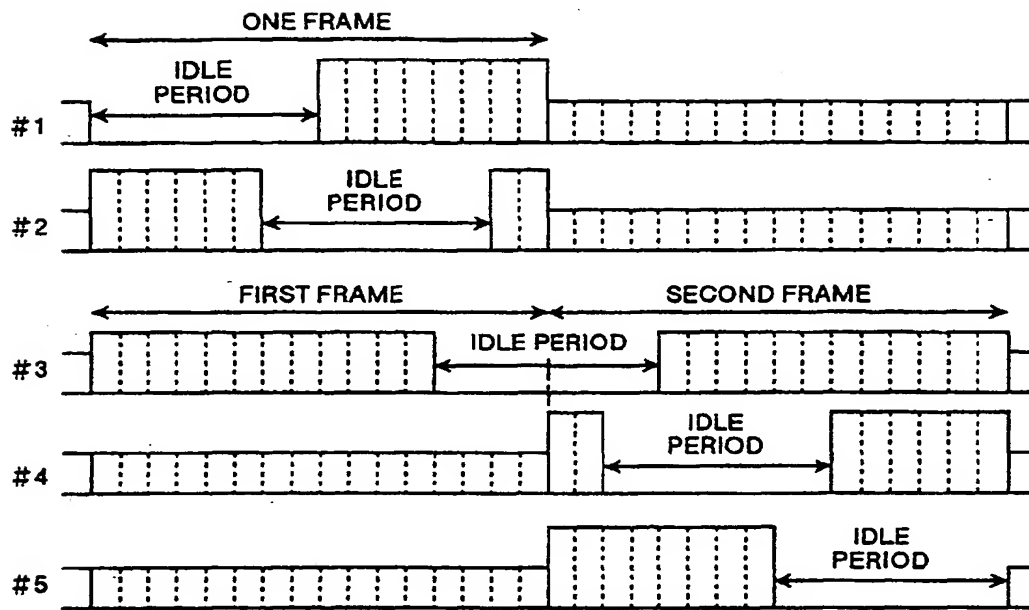 ONE FRAME
IDLE
PERIOD
#1
IDLE
PERIOD
#2
FIRST FRAME
SECOND FRAME
IDLE PERIOD
#3
IDLE
PERIOD
#4
IDLE
PERIOD
#5